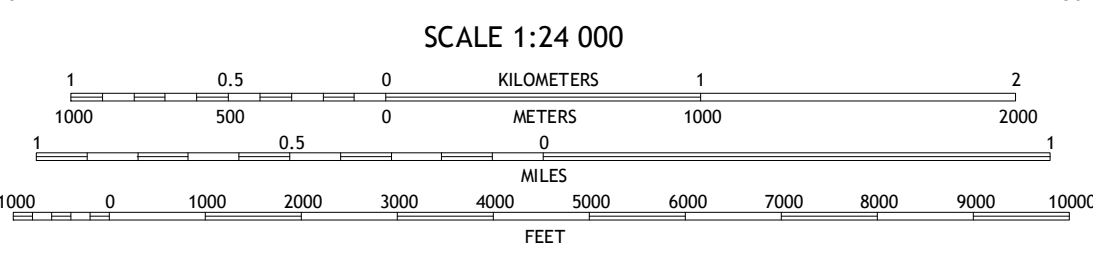 SCALE 1:24 000
1 0.5 0 KILOMETERS 1 2
1000 500 0 METERS 1000 2000
1 0.5 0 1
MILES
1000 0 1000 2000 3000 4000 5000 6000 7000 8000 9000 10000
FEET